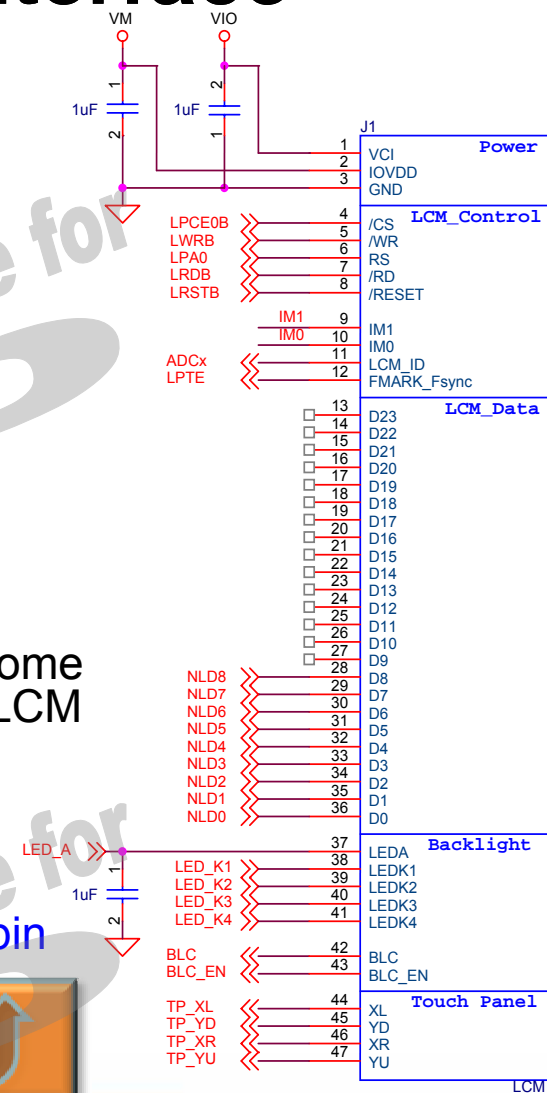 terface
VM VIO
1 2
1uF 1uF
2 1
J1
1 VCI Power
2 IOVDD
3 GND
LPCE0B 4 /CS LCM_Control
LWRB 5 /WR
LPA0 6 RS
LRDB 7 /RD
LRSTB 8 /RESET
IM1 9 IM1
IM0 10 IM0
ADCx 11 LCM_ID
LPTE 12 FMARK_Fsync
e for
LCM_Data
13 D23
14 D22
15 D21
16 D20
17 D19
18 D18
19 D17
20 D16
21 D15
22 D14
23 D13
24 D12
25 D11
26 D10
27 D9
ome
LCM
NLD8 28 D8
NLD7 29 D7
NLD6 30 D6
NLD5 31 D5
NLD4 32 D4
NLD3 33 D3
NLD2 34 D2
NLD1 35 D1
NLD0 36 D0
e for
LED_A 37 LEDA Backlight
1
1uF
2
LED_K1 38 LEDK1
LED_K2 39 LEDK2
LED_K3 40 LEDK3
LED_K4 41 LEDK4
pin
BLC 42 BLC
BLC_EN 43 BLC_EN
Touch Panel
TP_XL 44 XL
TP_YD 45 YD
TP_XR 46 XR
TP_YU 47 YU
LCM